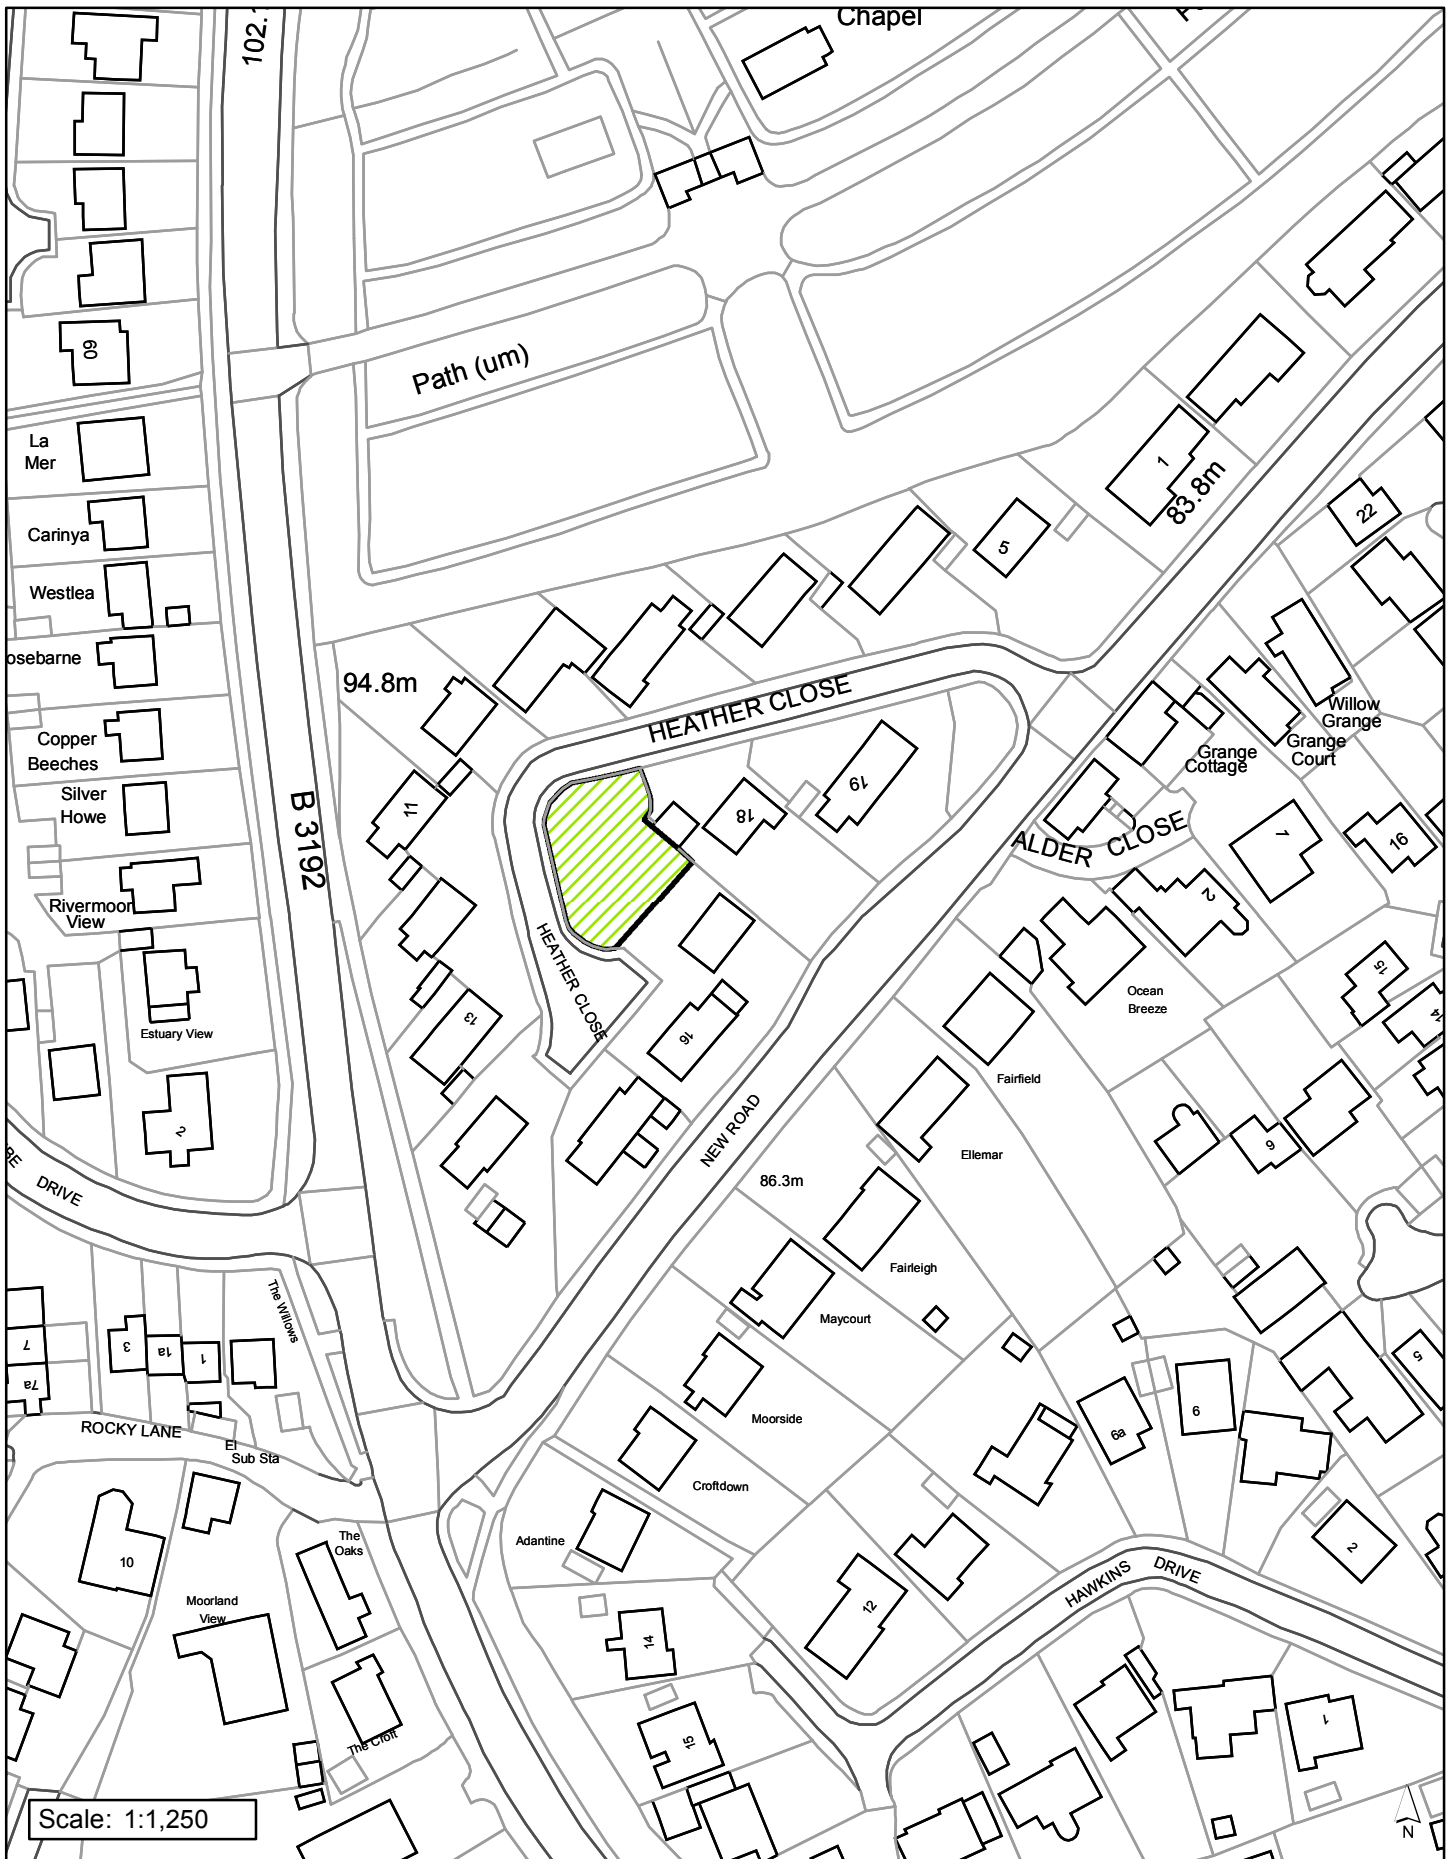 Chapel
102.
60
Path (um)
La
Mer
1
83.8m
22
Carinya
5
Westlea
osebarne
94.8m
HEATHER CLOSE
Willow
Grange
Grange
Court
Grange
Cottage
Copper
Beeches
Silver
Howe
B 3192
11
19
18
ALDER CLOSE
7
16
Rivermoor
View
2
HEATHER CLOSE
Ocean
Breeze
15
14
Estuary View
13
16
Fairfield
2
NEW ROAD
Ellemar
9
BE DRIVE
86.3m
Fairleigh
The Willows
Maycourt
3
1a
1
7
7a
5
6
6a
Moorside
ROCKY LANE
El
Sub Sta
Croftdown
The
Oaks
Adantine
10
2
HAWKINS DRIVE
Moorland
View
12
14
The Croft
15
1
Scale: 1:1,250
N